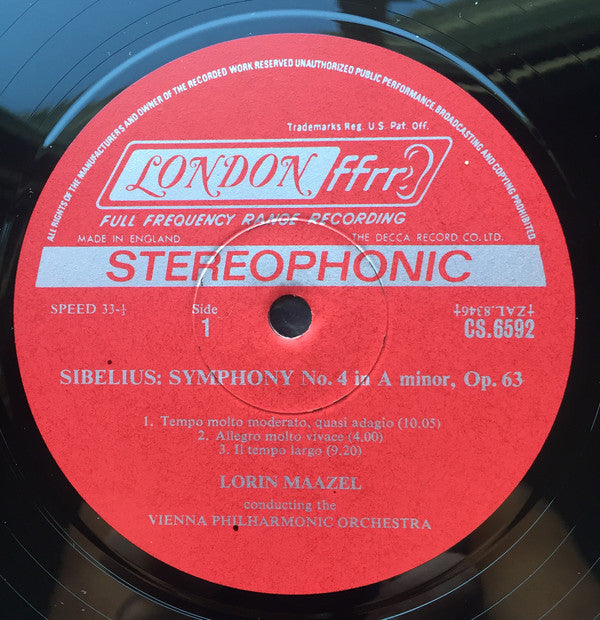 ALL RIGHTS OF THE MANUFACTURERS AND OWNER OF THE RECORDED WORK RESERVED UNAUTHORIZED PUBLIC PERFORMANCE BROADCASTING AND COPYING PROHIBITED
Trademarks Reg. U.S. Pat. Off.
LONDON ffrr
FULL FREQUENCY RANGE RECORDING
MADE IN ENGLAND THE DECCA RECORD CO. LTD.
STEREOPHONIC
SPEED 33-⅓ Side ‡ZAL.8346‡
1 CS.6592
SIBELIUS: SYMPHONY No. 4 in A minor, Op. 63
1. Tempo molto moderato, quasi adagio (10.05)
2. Allegro molto vivace (4.00)
3. Il tempo largo (9.20)
LORIN MAAZEL
conducting the
VIENNA PHILHARMONIC ORCHESTRA